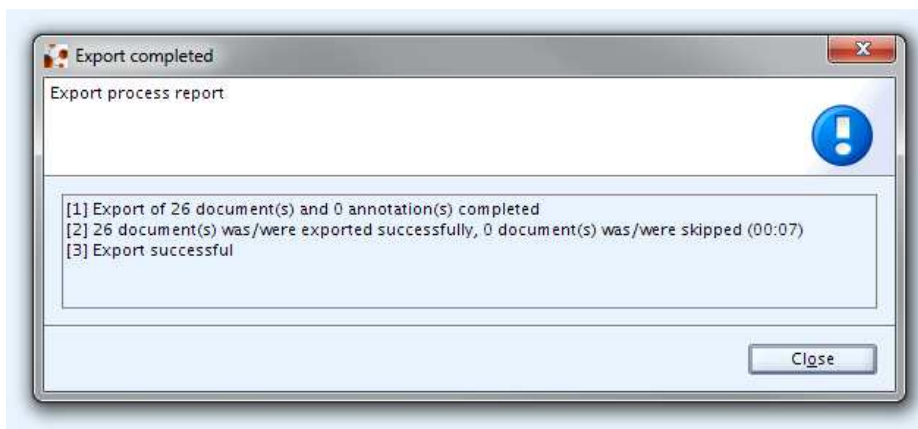 Export completed
Export process report
[1] Export of 26 document(s) and 0 annotation(s) completed
[2] 26 document(s) was/were exported successfully, 0 document(s) was/were skipped (00:07)
[3] Export successful
Close